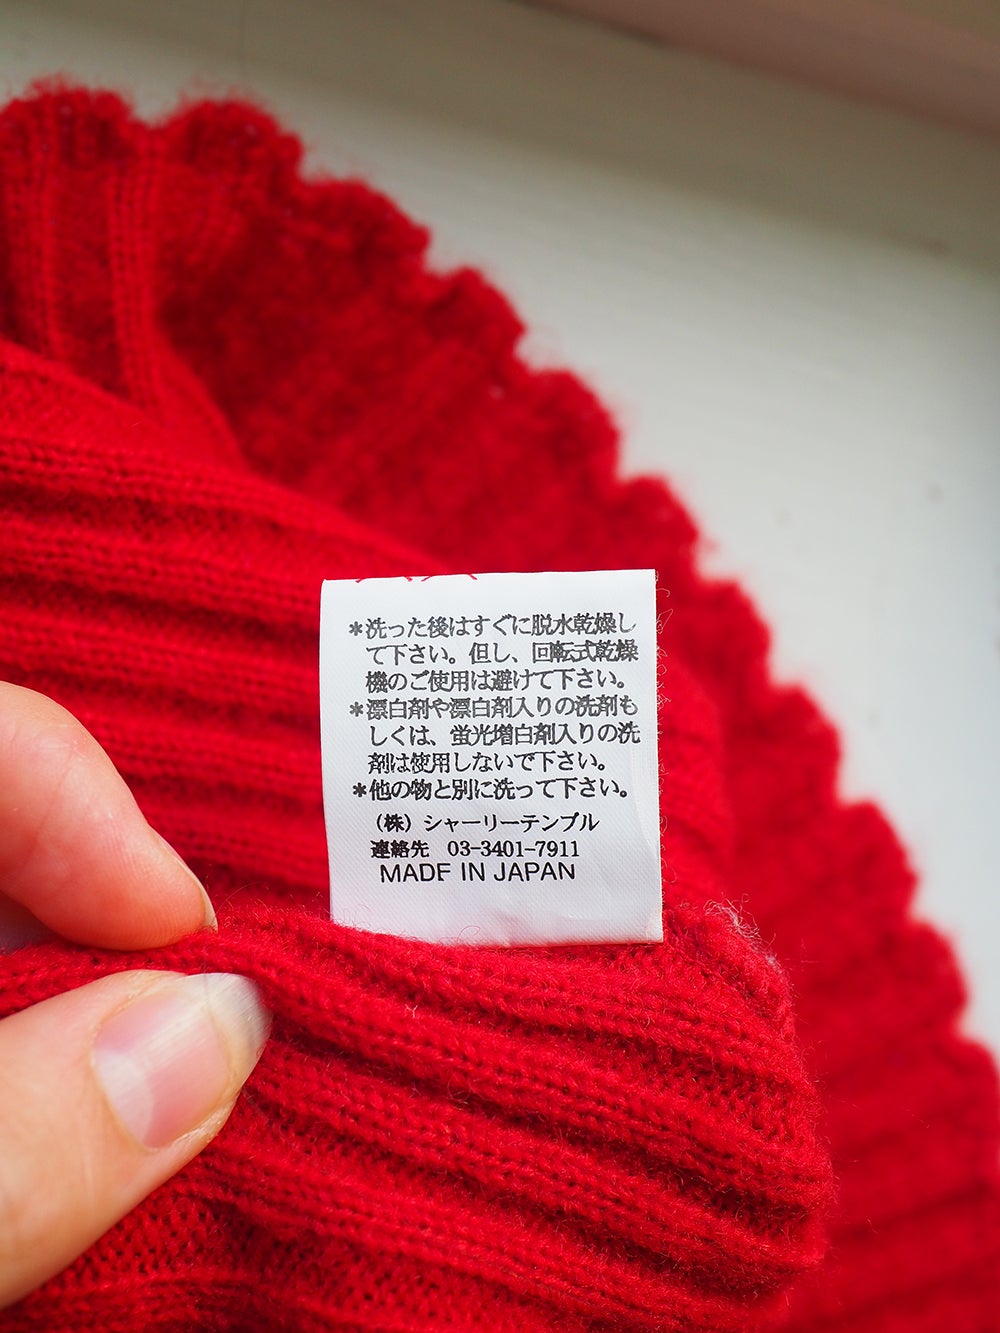 ＊洗った後はすぐに脱水乾燥し
て下さい。但し、回転式乾燥
機のご使用は避けて下さい。
＊漂白剤や漂白剤入りの洗剤も
しくは、蛍光増白剤入りの洗
剤は使用しないで下さい。
＊他の物と別に洗って下さい。
（株）シャーリーテンプル
連絡先　03-3401-7911
MADE IN JAPAN